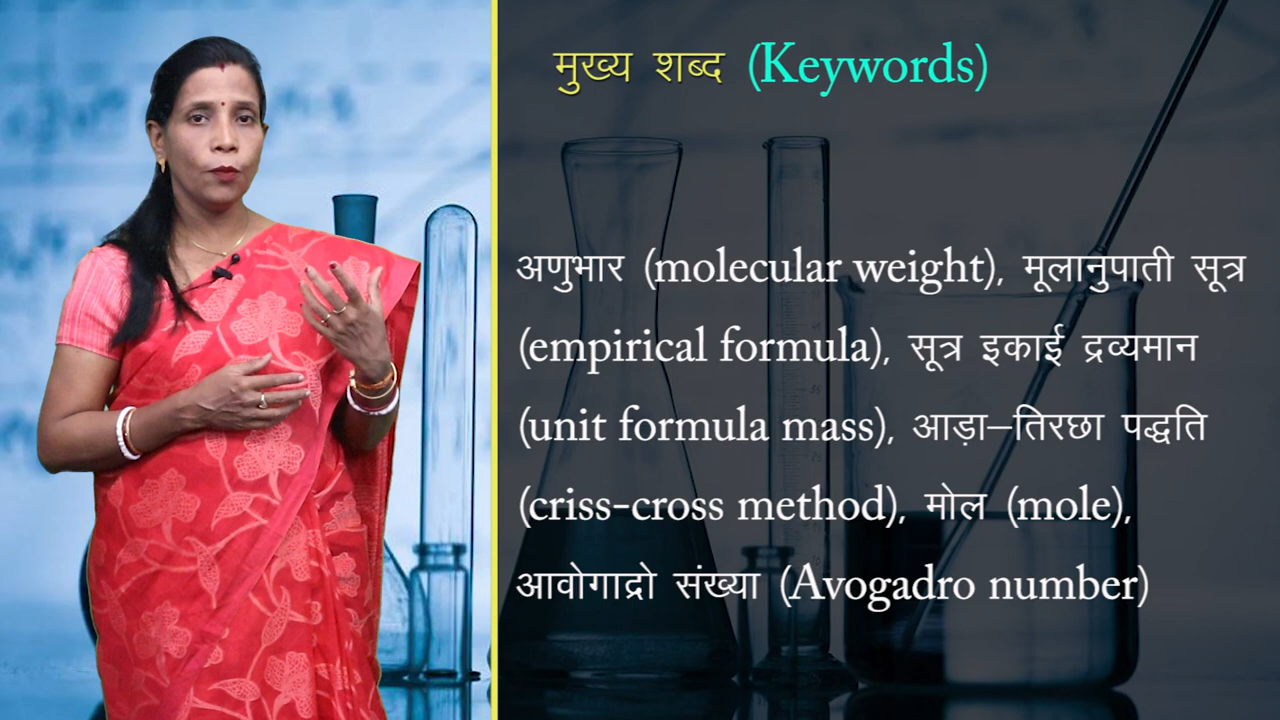 मुख्य शब्द (Keywords)
अणुभार (molecular weight), मूलानुपाती सूत्र
(empirical formula), सूत्र इकाई द्रव्यमान
(unit formula mass), आड़ा–तिरछा पद्धति
(criss-cross method), मोल (mole),
आवोगाद्रो संख्या (Avogadro number)